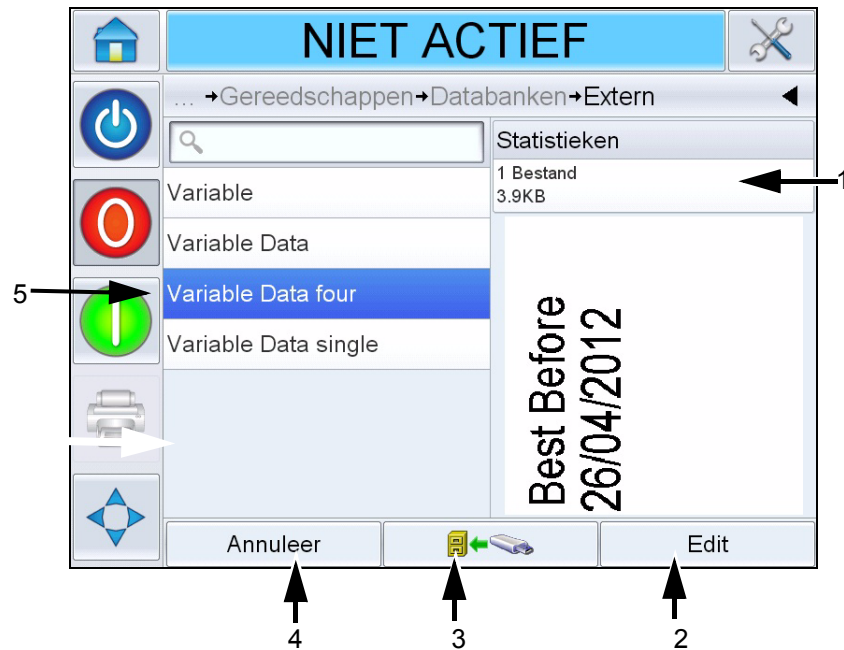 NIET ACTIEF
... →Gereedschappen→Databanken→Extern
Statistieken
1 Bestand
3.9KB
Variable
Variable Data
Variable Data four
Variable Data single
Best Before
26/04/2012
Annuleer
Edit
1
5
4
3
2